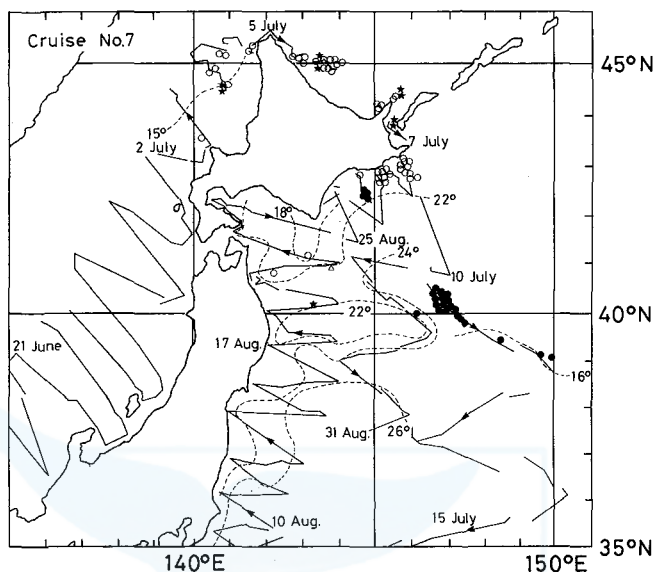 Cruise No.7
5 July
45°N
15°
2 July
7 July
22°
18°
25 Aug.
24°
10 July
22°
40°N
17 Aug.
21 June
16°
31 Aug.
26°
10 Aug.
15 July
35°N
140°E
150°E